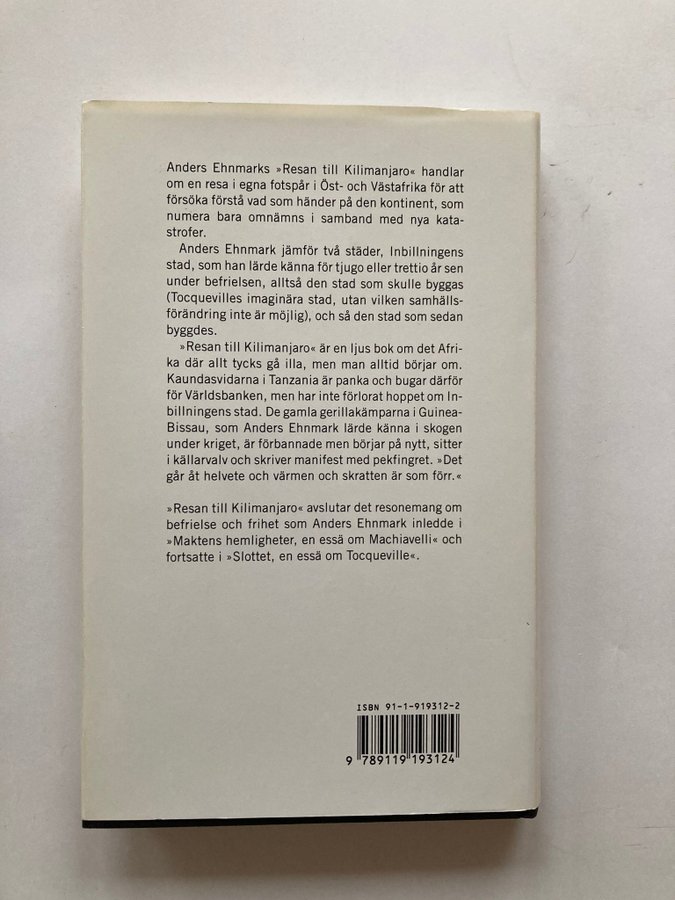 Anders Ehnmarks »Resan till Kilimanjaro« handlar
om en resa i egna fotspår i Öst- och Västafrika för att
försöka förstå vad som händer på den kontinent, som
numera bara omnämns i samband med nya kata-
strofer.
Anders Ehnmark jämför två städer, Inbillningens
stad, som han lärde känna för tjugo eller trettio år sen
under befrielsen, alltså den stad som skulle byggas
(Tocquevilles imaginära stad, utan vilken samhälls-
förändring inte är möjlig), och så den stad som sedan
byggdes.
»Resan till Kilimanjaro« är en ljus bok om det Afri-
ka där allt tycks gå illa, men man alltid börjar om.
Kaundasvidarna i Tanzania är panka och bugar därför
för Världsbanken, men har inte förlorat hoppet om In-
billningens stad. De gamla gerillakämparna i Guinea-
Bissau, som Anders Ehnmark lärde känna i skogen
under kriget, är förbannade men börjar på nytt, sitter
i källarvalv och skriver manifest med pekfingret. »Det
går åt helvete och värmen och skratten är som förr.«
»Resan till Kilimanjaro« avslutar det resonemang om
befrielse och frihet som Anders Ehnmark inledde i
»Maktens hemligheter, en essä om Machiavelli« och
fortsatte i »Slottet, en essä om Tocqueville«.
ISBN 91-1-919312-2
9 789119 193124